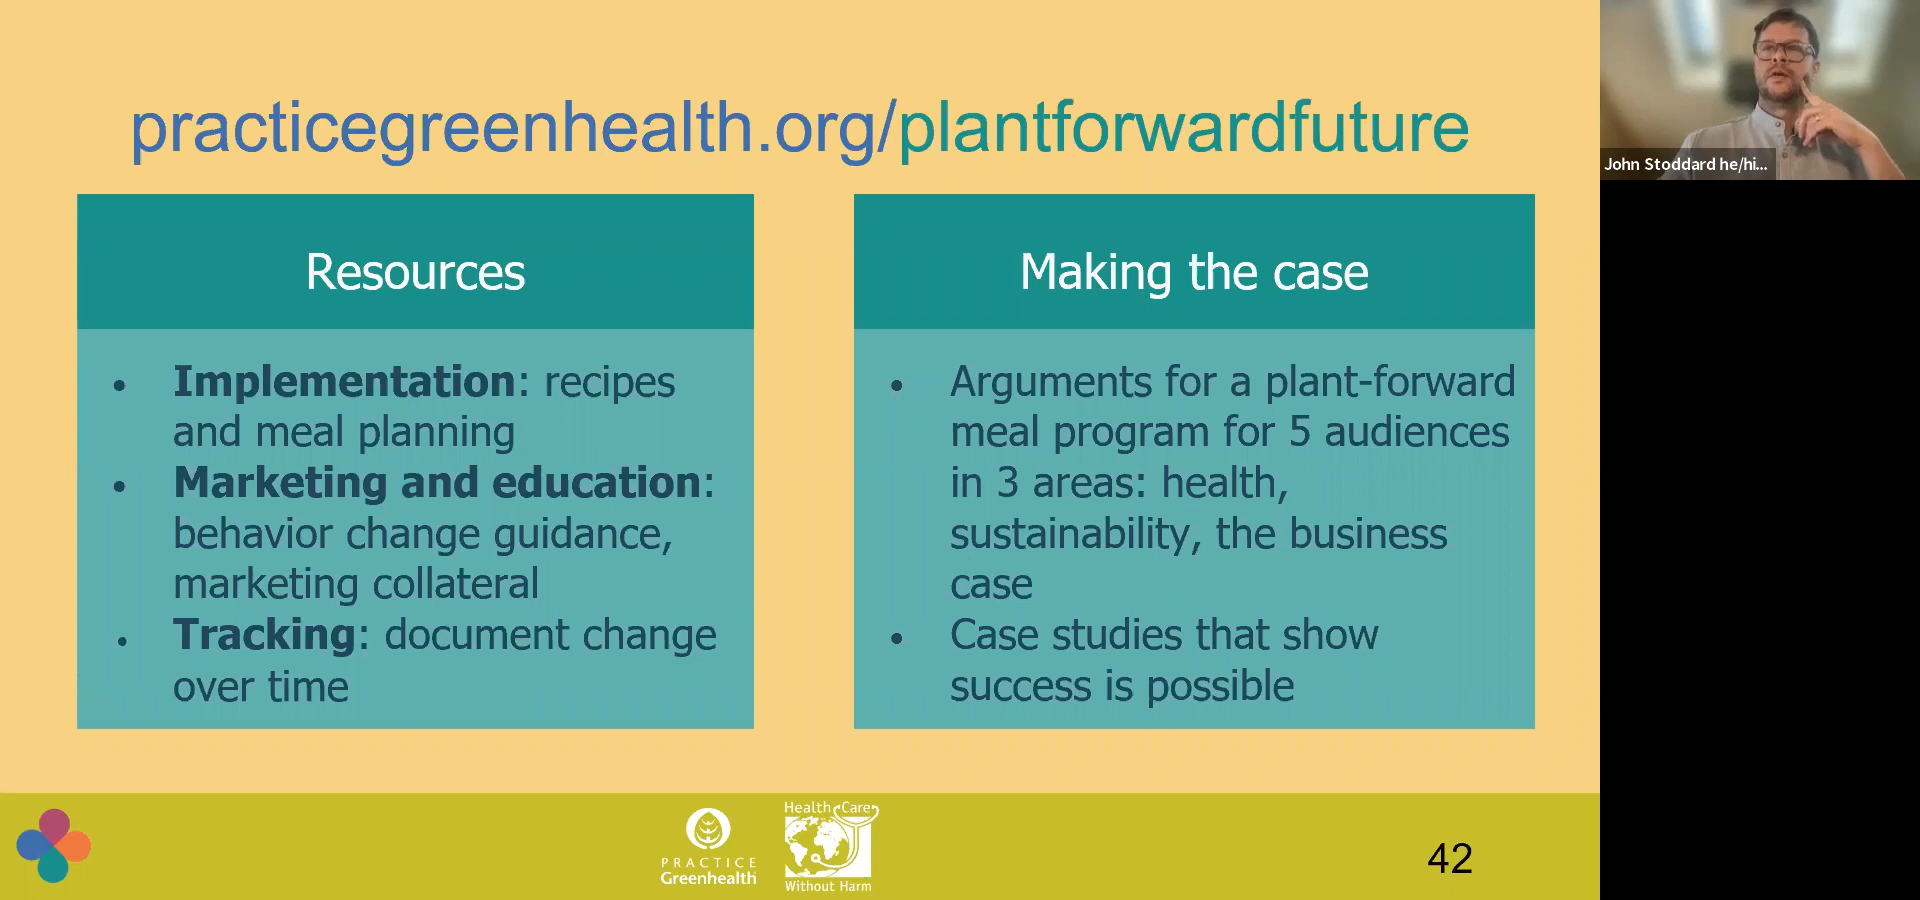 practicegreenhealth.org/plantforwardfuture
Resources
• Implementation: recipes
and meal planning
• Marketing and education:
behavior change guidance,
marketing collateral
• Tracking: document change
over time
Making the case
• Arguments for a plant-forward
meal program for 5 audiences
in 3 areas: health,
sustainability, the business
case
• Case studies that show
success is possible
PRACTICE
Greenhealth
Health Care
Without Harm
42
John Stoddard he/hi...